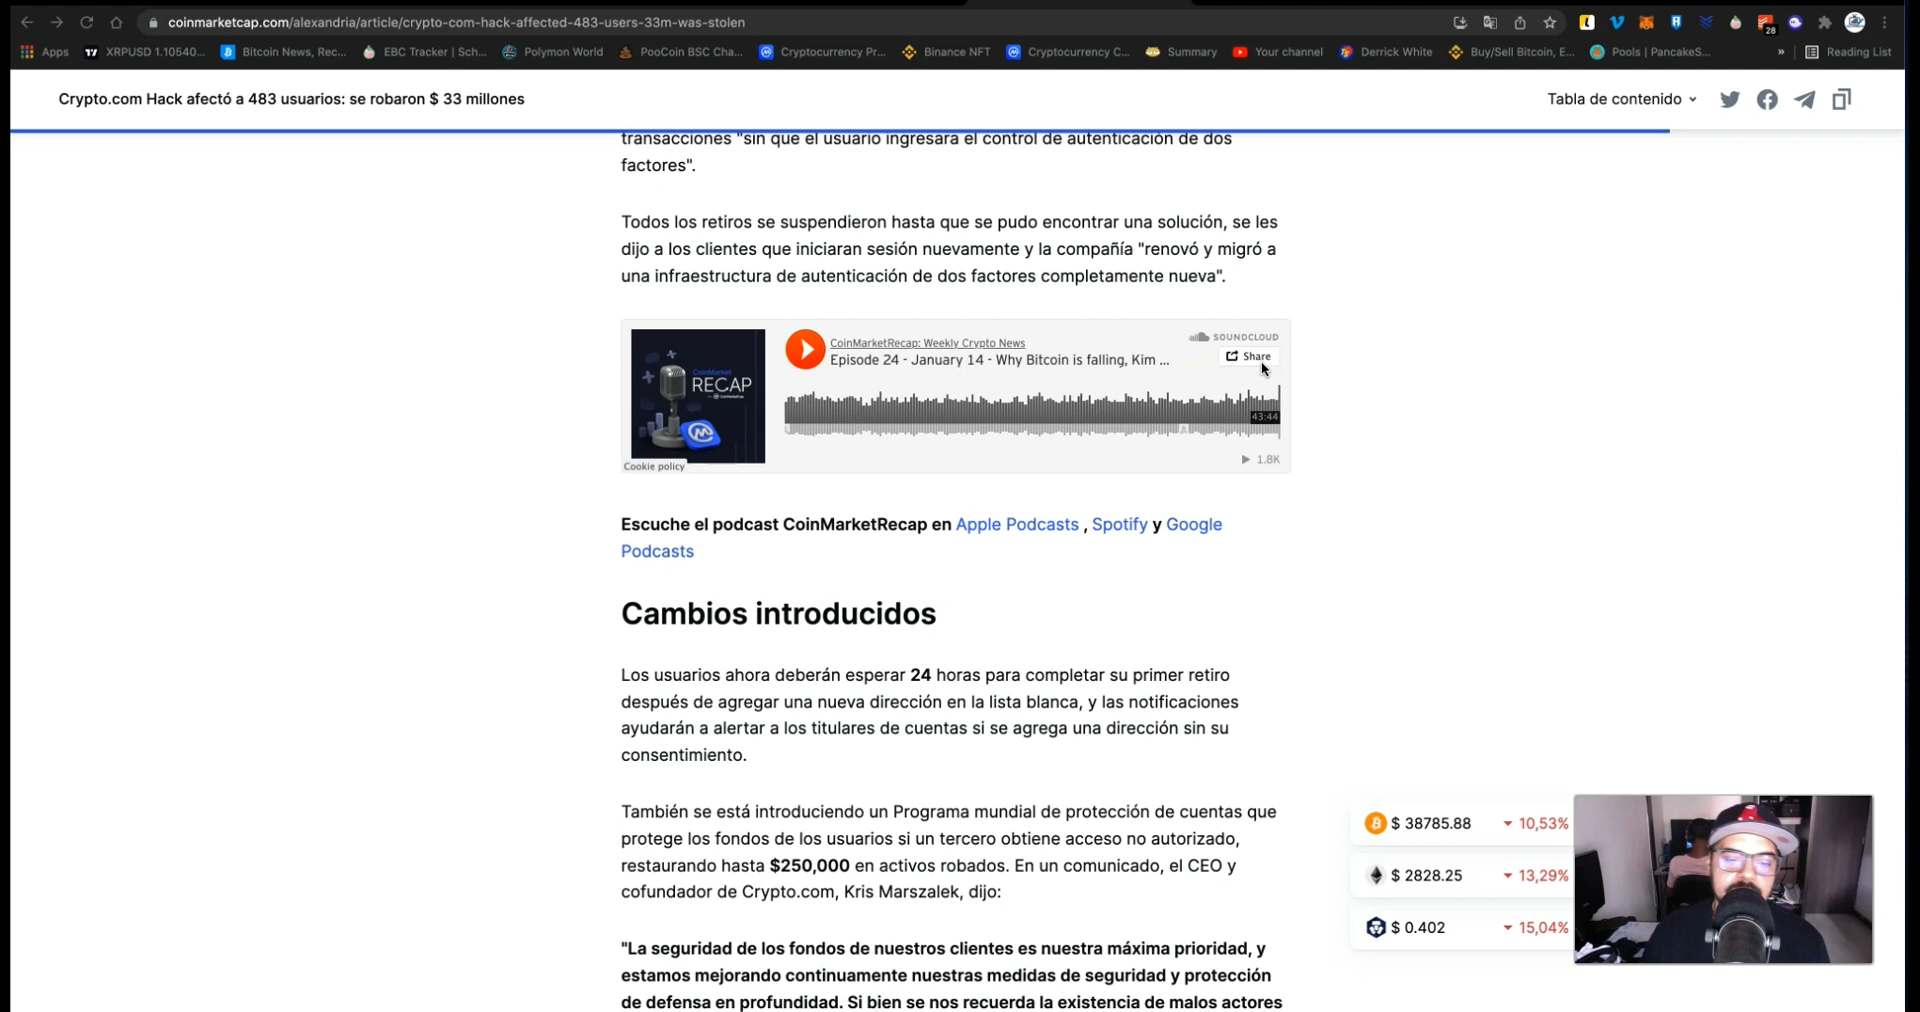 coinmarketcap.com/alexandria/article/crypto-com-hack-affected-483-users-33m-was-stolen
28
Apps
XRPUSD 1.10540...
Bitcoin News, Rec...
EBC Tracker | Sch...
Polymon World
PooCoin BSC Cha...
Cryptocurrency Pr...
Binance NFT
Cryptocurrency C...
Summary
Your channel
Derrick White
Buy/Sell Bitcoin, E...
Pools | PancakeS...
»
Reading List
Crypto.com Hack afectó a 483 usuarios: se robaron $ 33 millones
Tabla de contenido
transacciones "sin que el usuario ingresara el control de autenticación de dos
factores".
Todos los retiros se suspendieron hasta que se pudo encontrar una solución, se les
dijo a los clientes que iniciaran sesión nuevamente y la compañía "renovó y migró a
una infraestructura de autenticación de dos factores completamente nueva".
CoinMarket
RECAP
CoinMarketRecap: Weekly Crypto News
Episode 24 - January 14 - Why Bitcoin is falling, Kim ...
SOUNDCLOUD
Share
43:44
1.8K
Cookie policy
Escuche el podcast CoinMarketRecap en Apple Podcasts , Spotify y Google
Podcasts
Cambios introducidos
Los usuarios ahora deberán esperar 24 horas para completar su primer retiro
después de agregar una nueva dirección en la lista blanca, y las notificaciones
ayudarán a alertar a los titulares de cuentas si se agrega una dirección sin su
consentimiento.
También se está introduciendo un Programa mundial de protección de cuentas que
protege los fondos de los usuarios si un tercero obtiene acceso no autorizado,
restaurando hasta $250,000 en activos robados. En un comunicado, el CEO y
cofundador de Crypto.com, Kris Marszalek, dijo:
"La seguridad de los fondos de nuestros clientes es nuestra máxima prioridad, y
estamos mejorando continuamente nuestras medidas de seguridad y protección
de defensa en profundidad. Si bien se nos recuerda la existencia de malos actores
$ 38785.88 10,53%
$ 2828.25 13,29%
$ 0.402 15,04%